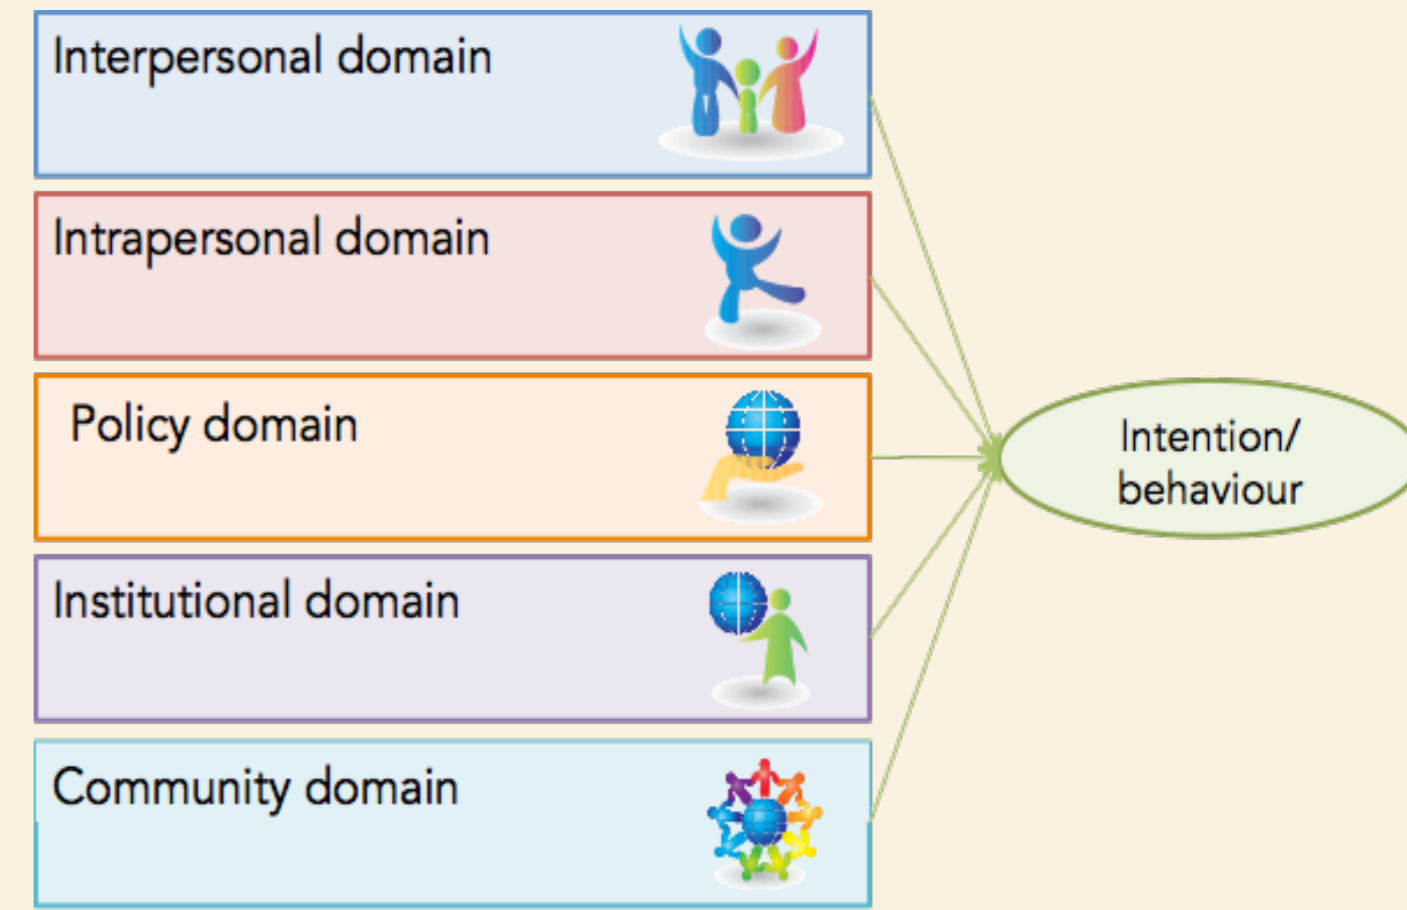 Interpersonal domain
Intrapersonal domain
Policy domain
Institutional domain
Community domain
Intention/
behaviour